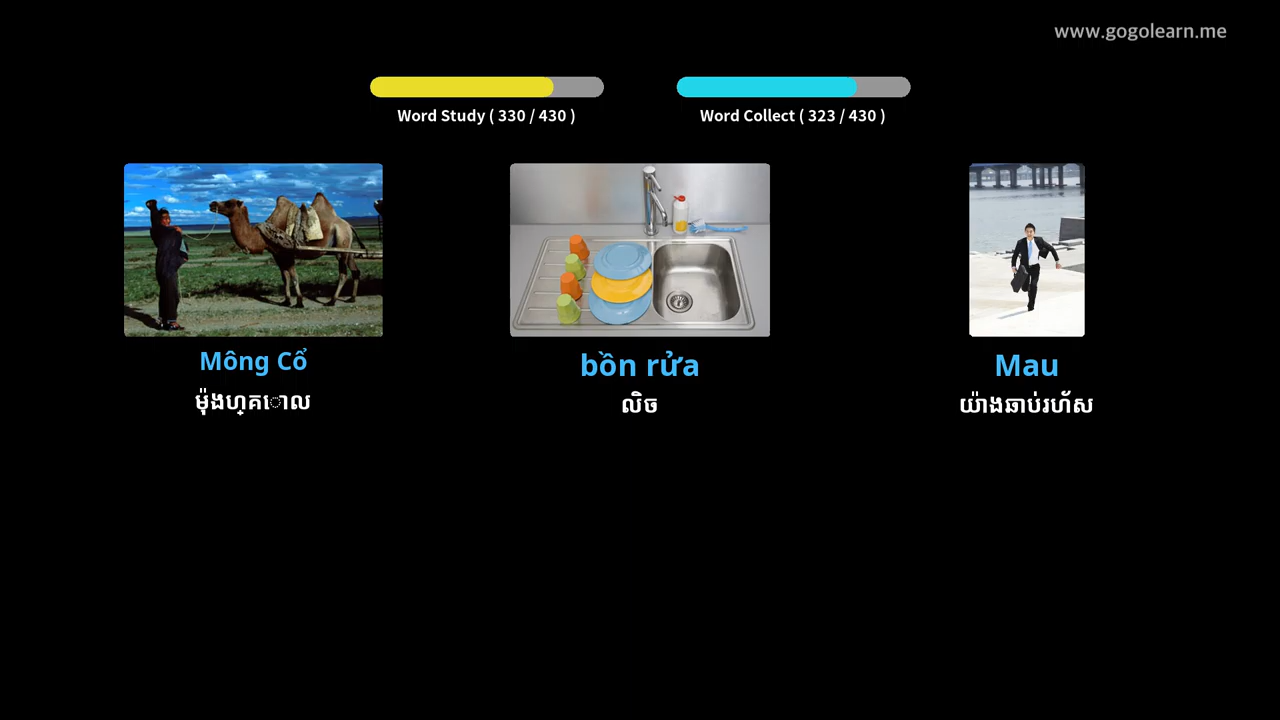 www.gogolearn.me
Word Study ( 330 / 430 )
Word Collect ( 323 / 430 )
Mông Cổ
ម៉ុងហ្គោល
bồn rửa
លិច
Mau
យ៉ាងឆាប់រហ័ស